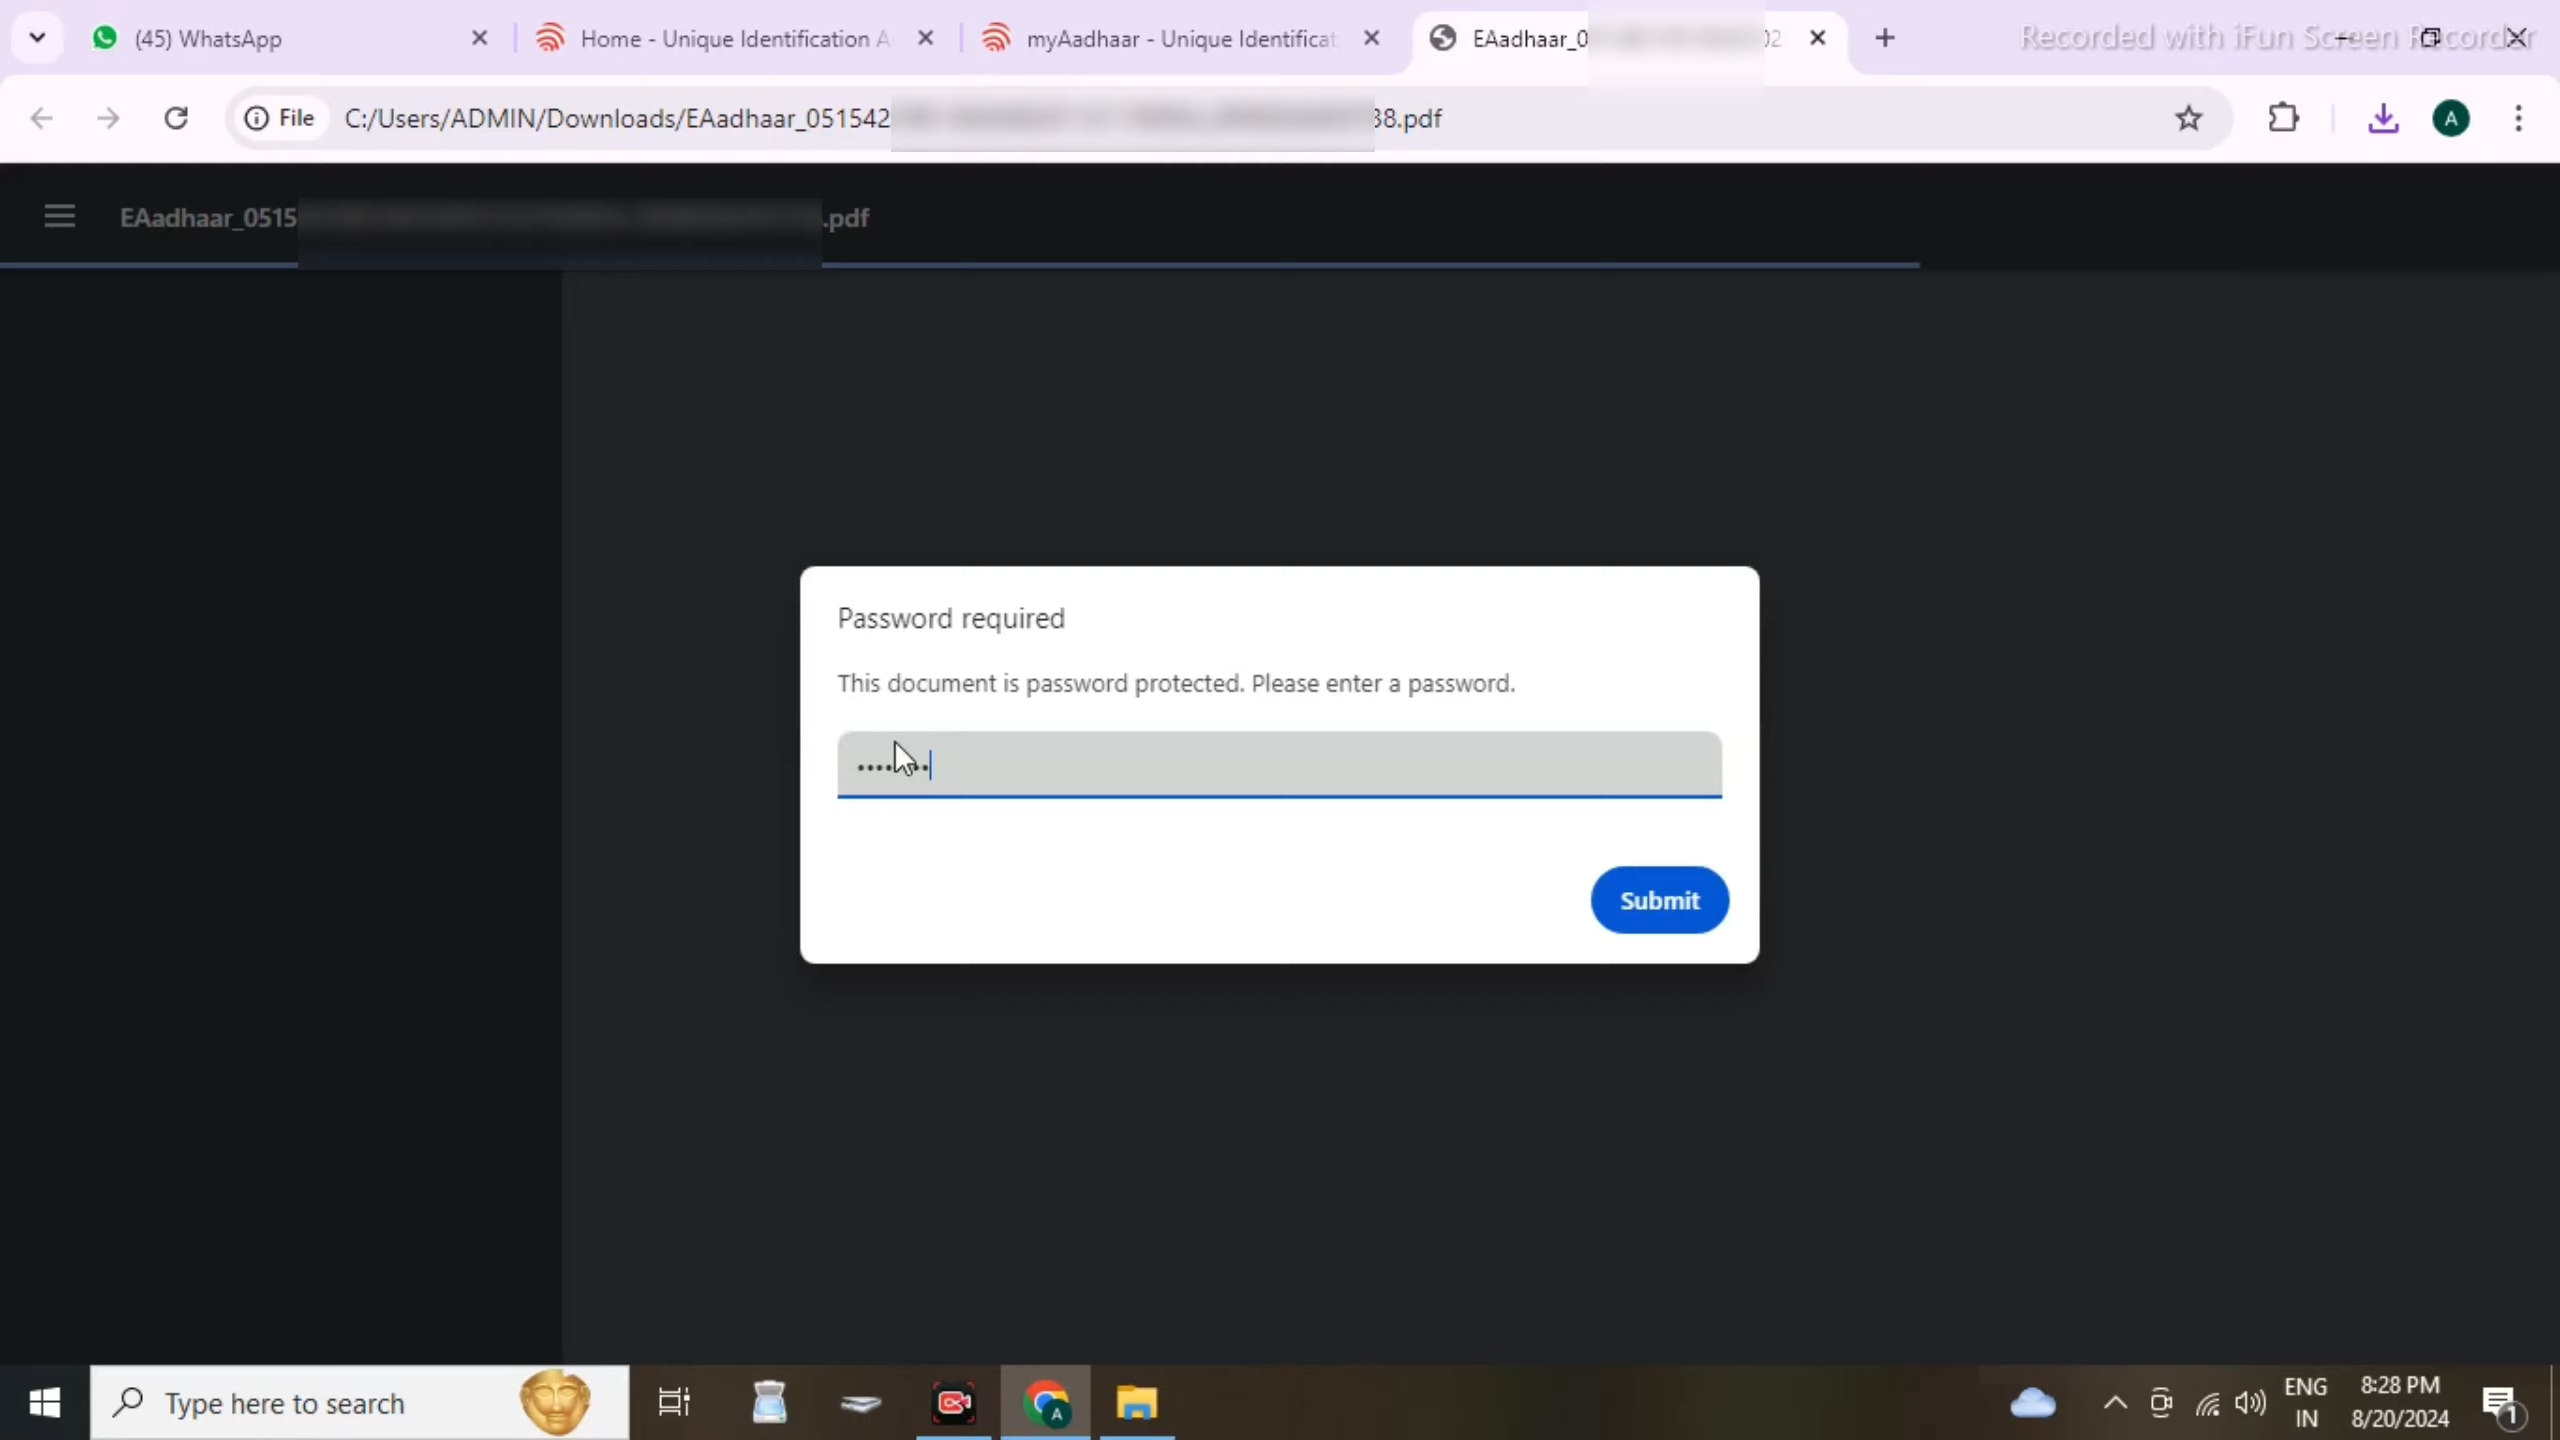 (45) WhatsApp
Home - Unique Identification A
myAadhaar - Unique Identificat
EAadhaar_0 02
Recorded with iFun Screen Recorder
File C:/Users/ADMIN/Downloads/EAadhaar_051542 38.pdf
A
EAadhaar_0515 .pdf
Password required
This document is password protected. Please enter a password.
Submit
Type here to search
A
ENG
IN
8:28 PM
8/20/2024
1